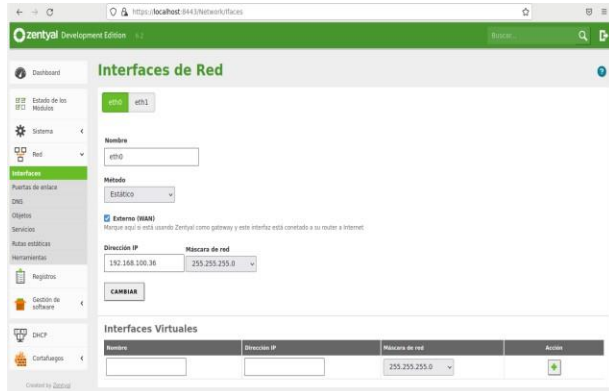 https://localhost:8443/Network/Ifaces
zentyal Development Edition
Buscar...
Dashboard
Estado de los Módulos
Sistema
Red
Interfaces
Puertas de enlace
DNS
Objetos
Servicios
Rutas estáticas
Herramientas
Registros
Gestión de software
DHCP
Cortafuegos
Created by Zentyal
Interfaces de Red
eth0 eth1
Nombre
eth0
Método
Estático
Externo (WAN)
Marque aquí si está usando Zentyal como gateway y este interfaz está conetado a su router a Internet
Dirección IP Máscara de red
192.168.100.36 255.255.255.0
CAMBIAR
Interfaces Virtuales
Nombre Dirección IP Máscara de red Acción
255.255.255.0